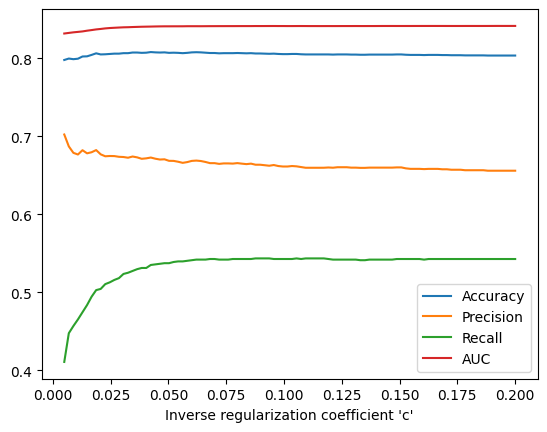 0.8
0.7
0.6
0.5
0.4
Accuracy
Precision
Recall
AUC
0.000 0.025 0.050 0.075 0.100 0.125 0.150 0.175 0.200
Inverse regularization coefficient 'c'